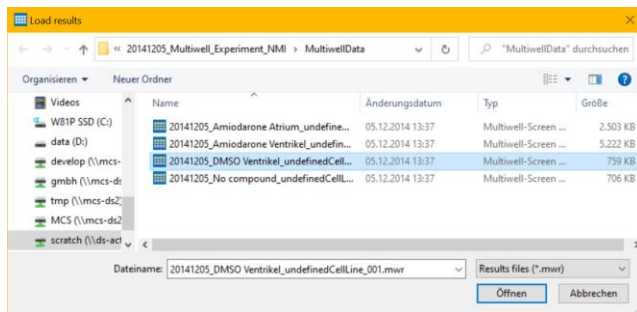 Load results
« 20141205_Multiwell_Experiment_NMI › MultiwellData
"MultiwellData" durchsuchen
Organisieren Neuer Ordner
Name Änderungsdatum Typ Größe
Videos
W81P SSD (C:)
data (D:)
develop (\\mcs-
gmbh (\\mcs-ds
tmp (\\mcs-ds2\
MCS (\\mcs-ds2
scratch (\\ds-act
20141205_Amiodarone Atrium_undefine... 05.12.2014 13:37 Multiwell-Screen ... 2.503 KB
20141205_Amiodarone Ventrikel_undefin... 05.12.2014 13:37 Multiwell-Screen ... 5.222 KB
20141205_DMSO Ventrikel_undefinedCell... 05.12.2014 13:37 Multiwell-Screen ... 759 KB
20141205_No compound_undefinedCellL... 05.12.2014 13:37 Multiwell-Screen ... 706 KB
Dateiname: 20141205_DMSO Ventrikel_undefinedCellLine_001.mwr Results files (*.mwr)
Öffnen Abbrechen